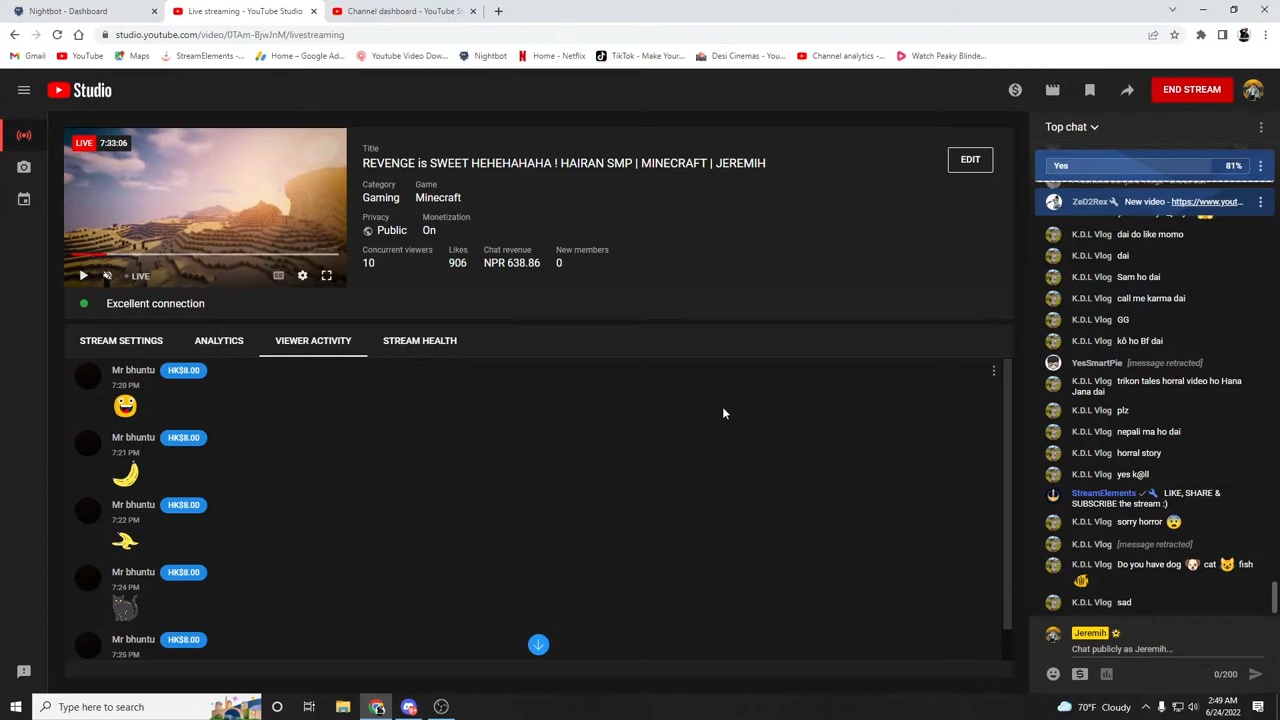 Nightbot - Dashboard
Live streaming - YouTube Studio
Channel dashboard - YouTube S
studio.youtube.com/video/0TAm-BjwJnM/livestreaming
Gmail
YouTube
Maps
StreamElements -...
Home – Google Ad...
Youtube Video Dow...
Nightbot
Home - Netflix
TikTok - Make Your...
Desi Cinemas - You...
Channel analytics -...
Watch Peaky Blinde...
Studio
END STREAM
LIVE 7:33:06
LIVE
Title
REVENGE is SWEET HEHEHAHAHA ! HAIRAN SMP | MINECRAFT | JEREMIH
EDIT
Category Game
Gaming Minecraft
Privacy Monetization
Public On
Concurrent viewers Likes Chat revenue New members
10 906 NPR 638.86 0
Excellent connection
STREAM SETTINGS ANALYTICS VIEWER ACTIVITY STREAM HEALTH
Mr bhuntu HK$8.00
7:20 PM
Mr bhuntu HK$8.00
7:21 PM
Mr bhuntu HK$8.00
7:22 PM
Mr bhuntu HK$8.00
7:24 PM
Mr bhuntu HK$8.00
7:25 PM
Top chat
Yes 81%
ZeD2Rex New video - https://www.yout...
K.D.L Vlog dai do like momo
K.D.L Vlog dai
K.D.L Vlog Sam ho dai
K.D.L Vlog call me karma dai
K.D.L Vlog GG
K.D.L Vlog kô ho Bf dai
YesSmartPie [message retracted]
K.D.L Vlog trikon tales horral video ho Hana
Jana dai
K.D.L Vlog plz
K.D.L Vlog nepali ma ho dai
K.D.L Vlog horral story
K.D.L Vlog yes k@ll
StreamElements LIKE, SHARE &
SUBSCRIBE the stream :)
K.D.L Vlog sorry horror
K.D.L Vlog [message retracted]
K.D.L Vlog Do you have dog cat fish
K.D.L Vlog sad
Jeremih
Chat publicly as Jeremih...
0/200
Type here to search
70°F Cloudy
2:49 AM
6/24/2022